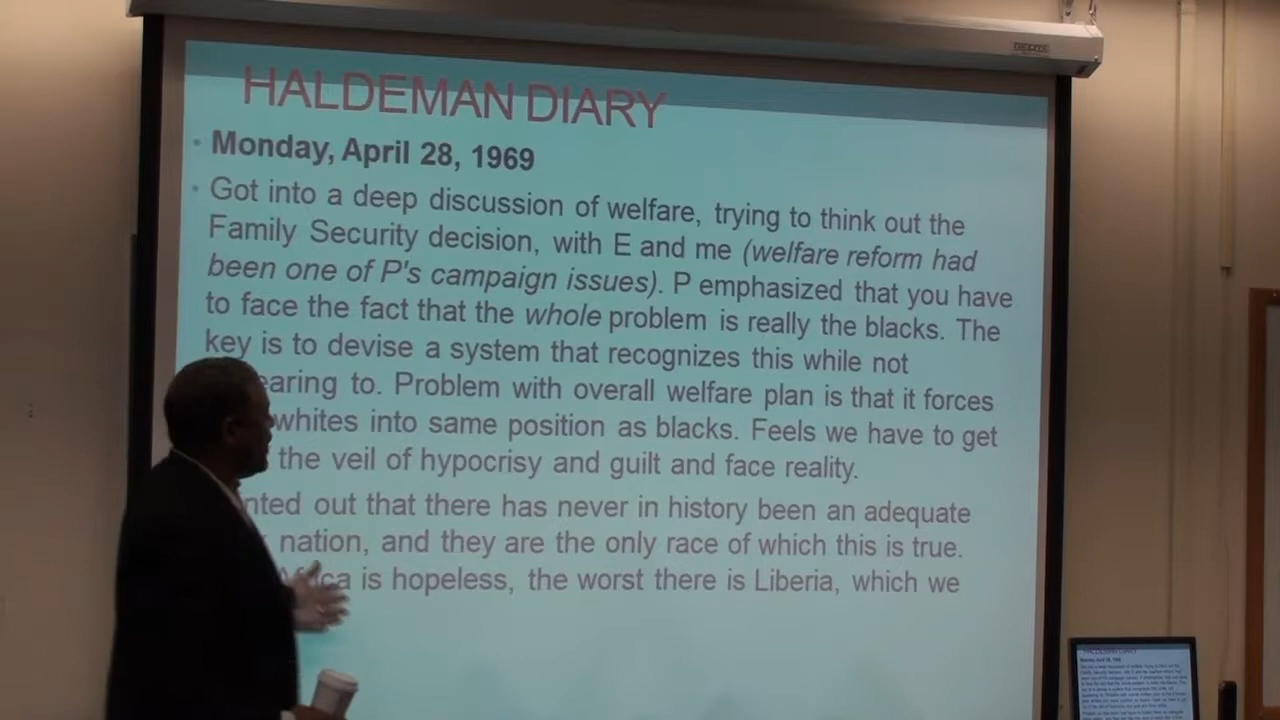 HALDEMAN DIARY
• Monday, April 28, 1969
• Got into a deep discussion of welfare, trying to think out the
Family Security decision, with E and me (welfare reform had
been one of P's campaign issues). P emphasized that you have
to face the fact that the whole problem is really the blacks. The
key is to devise a system that recognizes this while not
earing to. Problem with overall welfare plan is that it forces
whites into same position as blacks. Feels we have to get
the veil of hypocrisy and guilt and face reality.
nted out that there has never in history been an adequate
nation, and they are the only race of which this is true.
is hopeless, the worst there is Liberia, which we
HALDEMAN DIARY
Monday, April 28, 1969